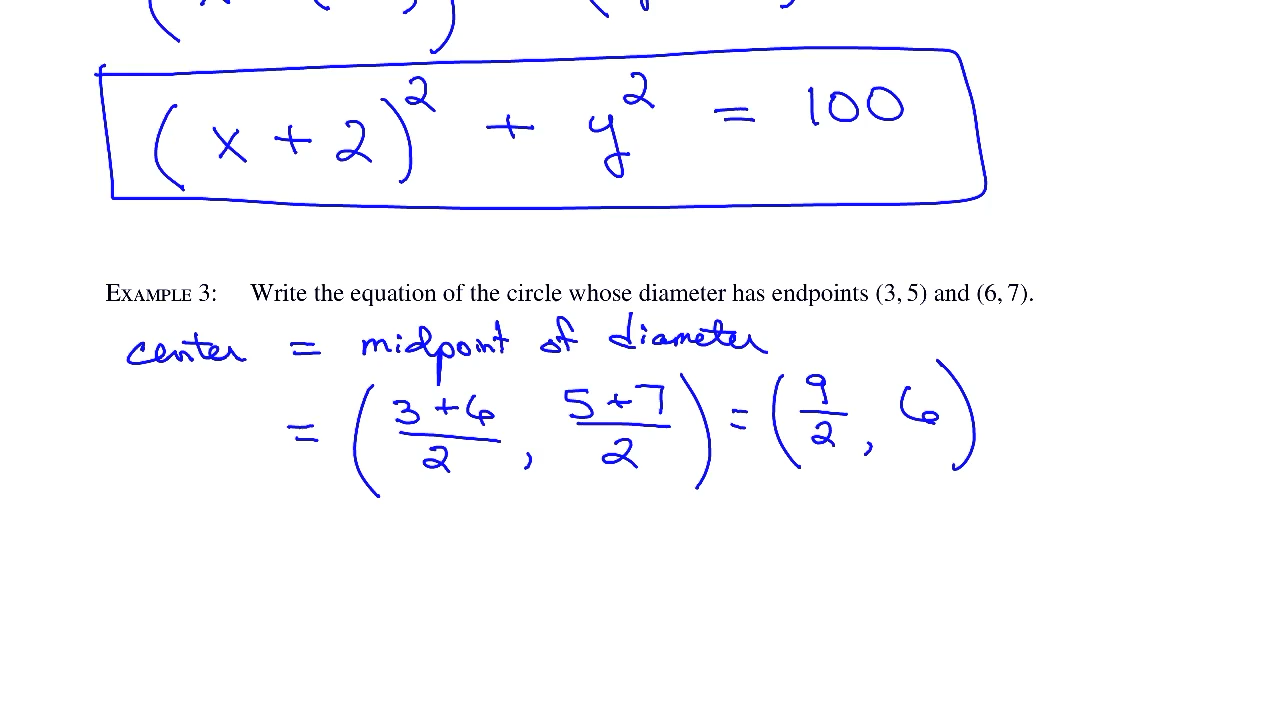 (x + 2)² + y² = 100
EXAMPLE 3: Write the equation of the circle whose diameter has endpoints (3, 5) and (6, 7).
center = midpoint of diameter
= ( (3+6)/2 , (5+7)/2 ) = ( 9/2 , 6 )